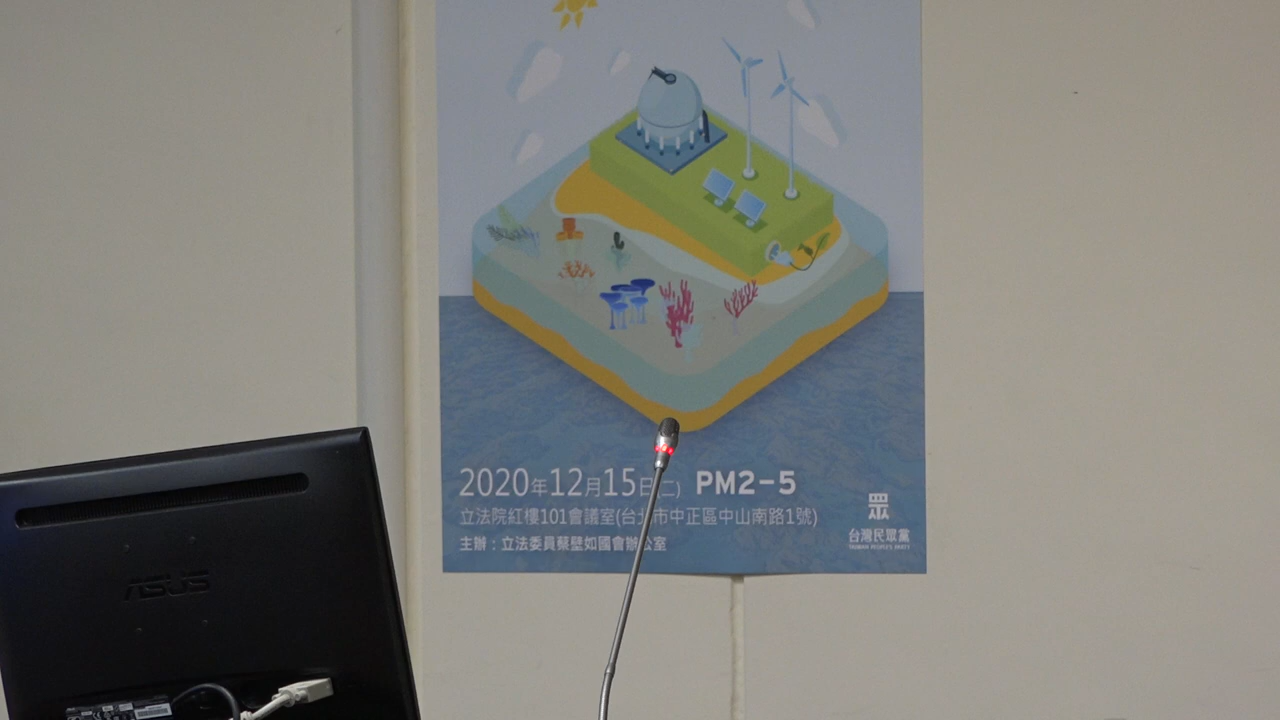 2020年12月15日(二) PM2-5
立法院紅樓101會議室(台北市中正區中山南路1號)
主辦：立法委員蔡壁如國會辦公室
眾
台灣民眾黨
TAIWAN PEOPLE'S PARTY
ASUS